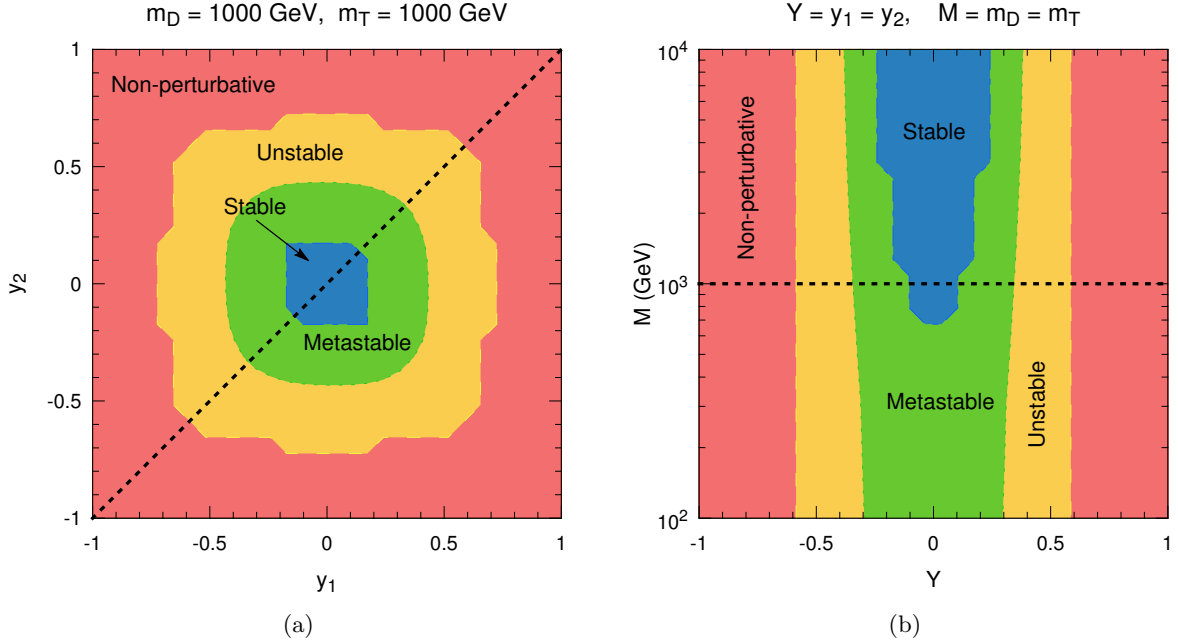 m_D = 1000 GeV, m_T = 1000 GeV
Non-perturbative
Unstable
Stable
Metastable
1
0.5
0
-0.5
-1
y_2
-1
-0.5
0
0.5
1
y_1
(a)
Y = y_1 = y_2, M = m_D = m_T
Non-perturbative
Stable
Metastable
Unstable
10^4
10^3
10^2
M (GeV)
-1
-0.5
0
0.5
1
Y
(b)